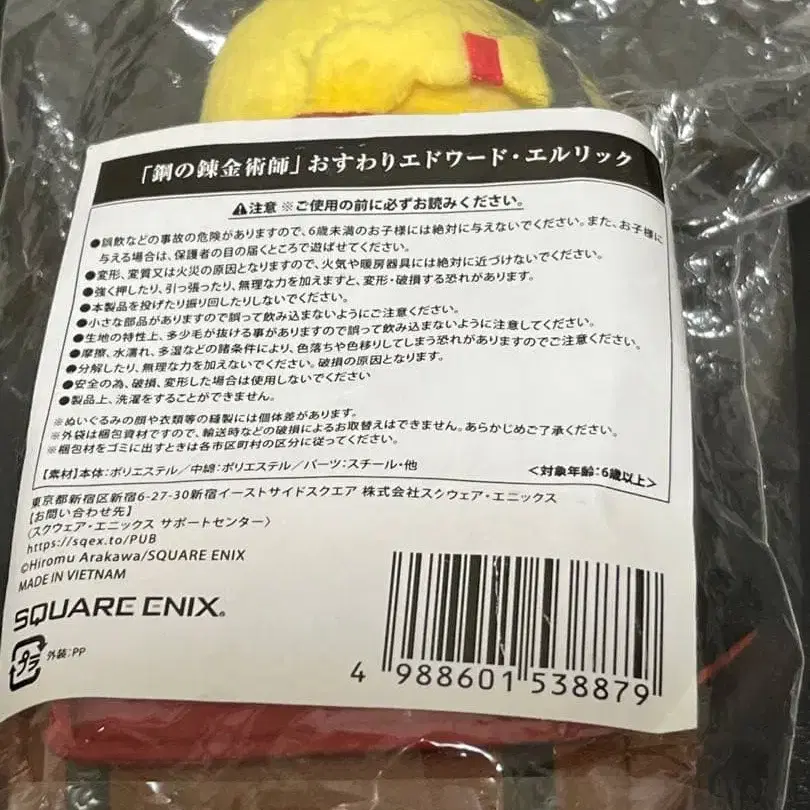 「鋼の錬金術師」おすわりエドワード・エルリック
⚠注意 ※ご使用の前に必ずお読みください。
●誤飲などの事故の危険がありますので、6歳未満のお子様には絶対に与えないでください。また、お子様に
与える場合は、保護者の目の届くところで遊ばせてください。
●変形、変質又は火災の原因となりますので、火気や暖房器具には絶対に近づけないでください。
●強く押したり、引っ張ったり、無理な力を加えますと、変形・破損する恐れがあります。
●本製品を投げたり振り回したりしないでください。
●小さな部品がありますので誤って飲み込まないようにご注意ください。
●生地の特性上、多少毛が抜ける事がありますので誤って飲み込まないように注意してください。
●摩擦、水濡れ、多湿などの諸条件により、色落ちや色移りしてしまう恐れがありますのでご注意ください。
●分解したり、無理な力を加えないでください。破損の原因となります。
●安全の為、破損、変形した場合は使用しないでください
●製品上、洗濯をすることができません。
※ぬいぐるみの顔や衣類等の縫製には個体差があります。
※外袋は梱包資材ですので、輸送時などの破損によるお取替えはできません。あらかじめご了承ください。
※梱包材をゴミに出すときは各市区町村の区分に従ってください。
【素材】本体:ポリエステル/中綿:ポリエステル/パーツ:スチール・他 <対象年齢:6歳以上>
東京都新宿区新宿6-27-30新宿イーストサイドスクエア 株式会社スクウェア・エニックス
【お問い合わせ先】
〈スクウェア・エニックス サポートセンター〉
https://sqex.to/PUB
©Hiromu Arakawa/SQUARE ENIX
MADE IN VIETNAM
SQUARE ENIX®
プラ 外装:PP
4 988601 538879